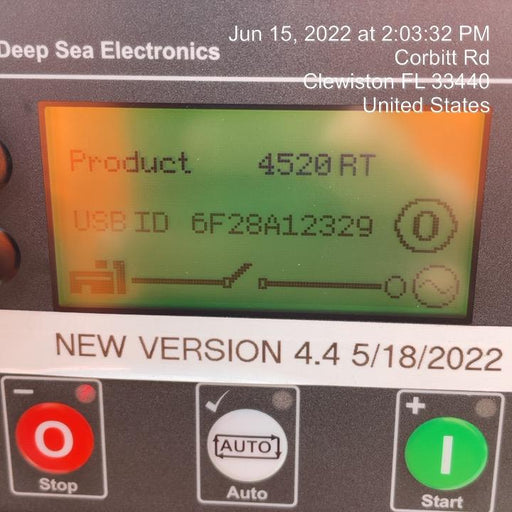 Jun 15, 2022 at 2:03:32 PM
Deep Sea Electronics
Corbitt Rd
Clewiston FL 33440
United States
Product 4520 RT
USB ID 6F28A12329
0
NEW VERSION 4.4 5/18/2022
− ✓ +
O AUTO I
Stop Auto Start